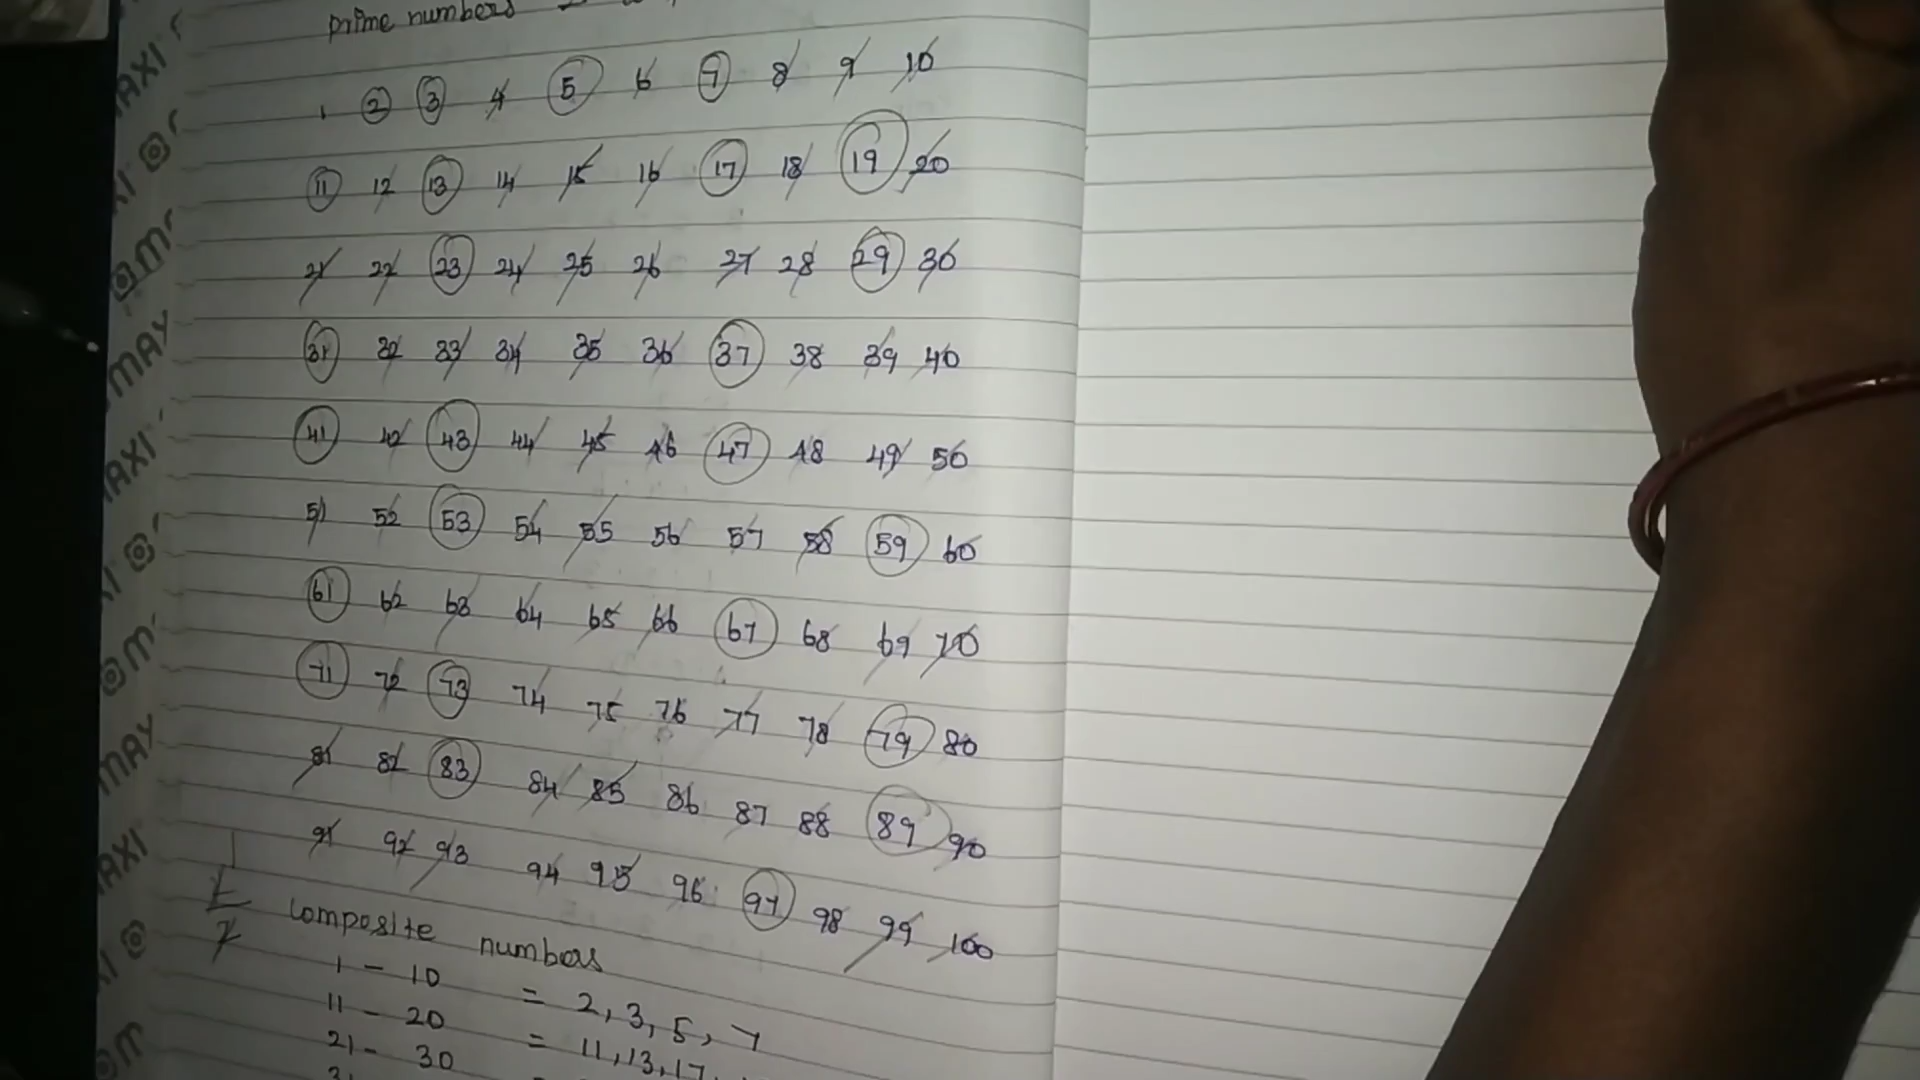 prime numbers
1 2 3 4 5 6 7 8 9 10
11 12 13 14 15 16 17 18 19 20
21 22 23 24 25 26 27 28 29 30
31 32 33 34 35 36 37 38 39 40
41 42 43 44 45 46 47 48 49 50
51 52 53 54 55 56 57 58 59 60
61 62 63 64 65 66 67 68 69 70
71 72 73 74 75 76 77 78 79 80
81 82 83 84 85 86 87 88 89 90
91 92 93 94 95 96 97 98 99 100
composite numbers
1 - 10 = 2, 3, 5, 7
11 - 20 = 11, 13, 17,
21 - 30